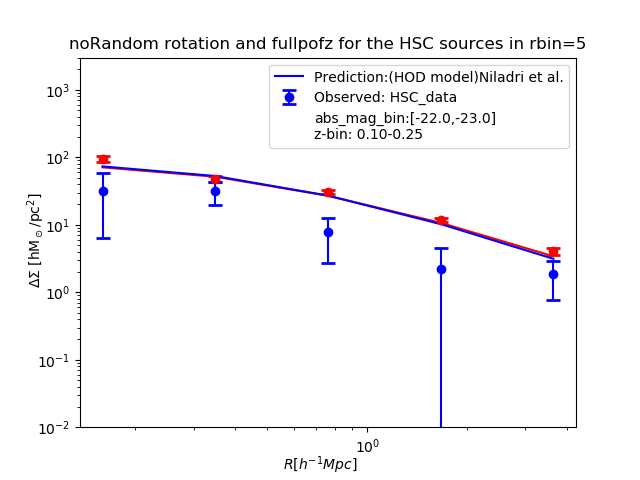 noRandom rotation and fullpofz for the HSC sources in rbin=5
Prediction:(HOD model)Niladri et al.
Observed: HSC_data
abs_mag_bin:[-22.0,-23.0]
z-bin: 0.10-0.25
10³
10²
10¹
10⁰
10⁻¹
10⁻²
ΔΣ [hM⊙/pc²]
10⁰
R[h⁻¹Mpc]